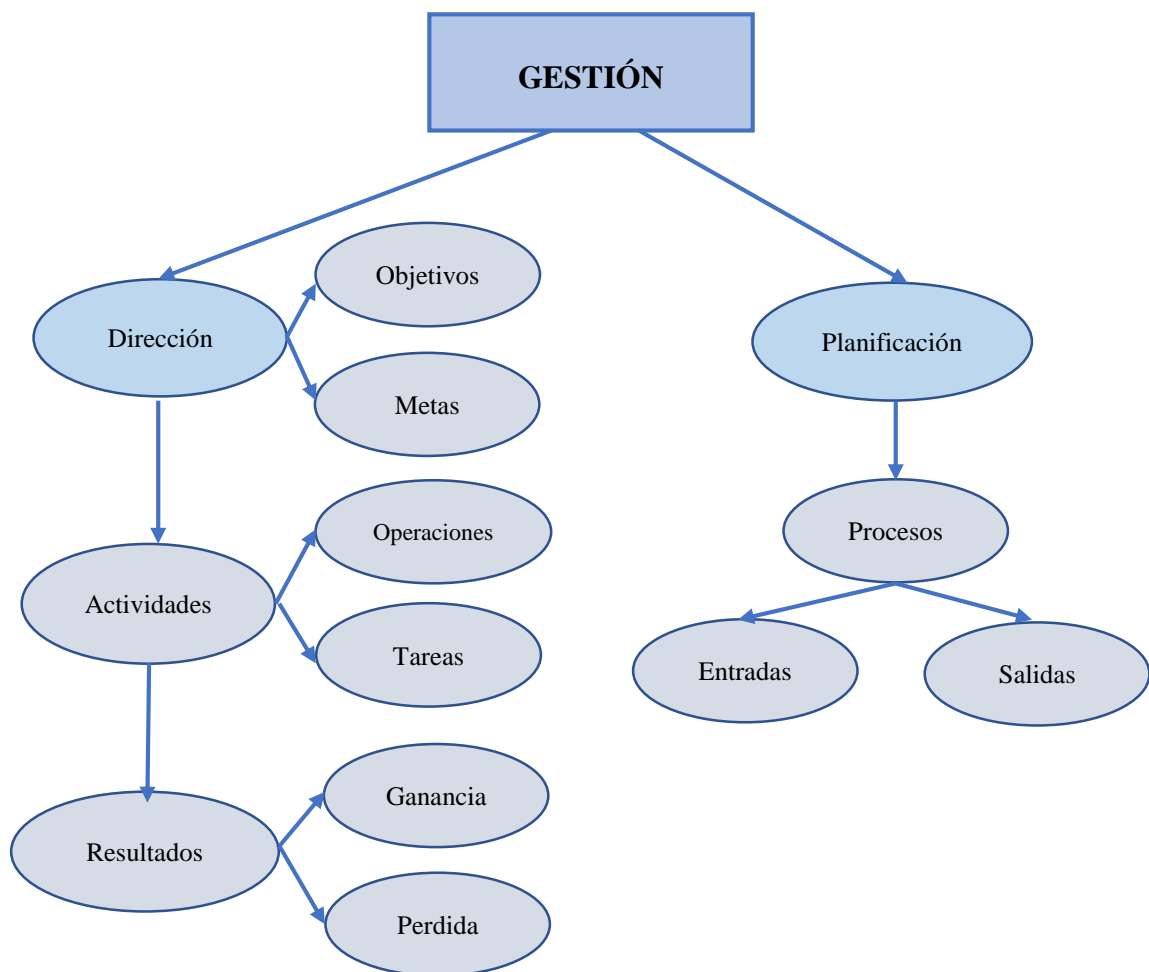 GESTIÓN
Dirección
Objetivos
Metas
Actividades
Operaciones
Tareas
Resultados
Ganancia
Perdida
Planificación
Procesos
Entradas
Salidas